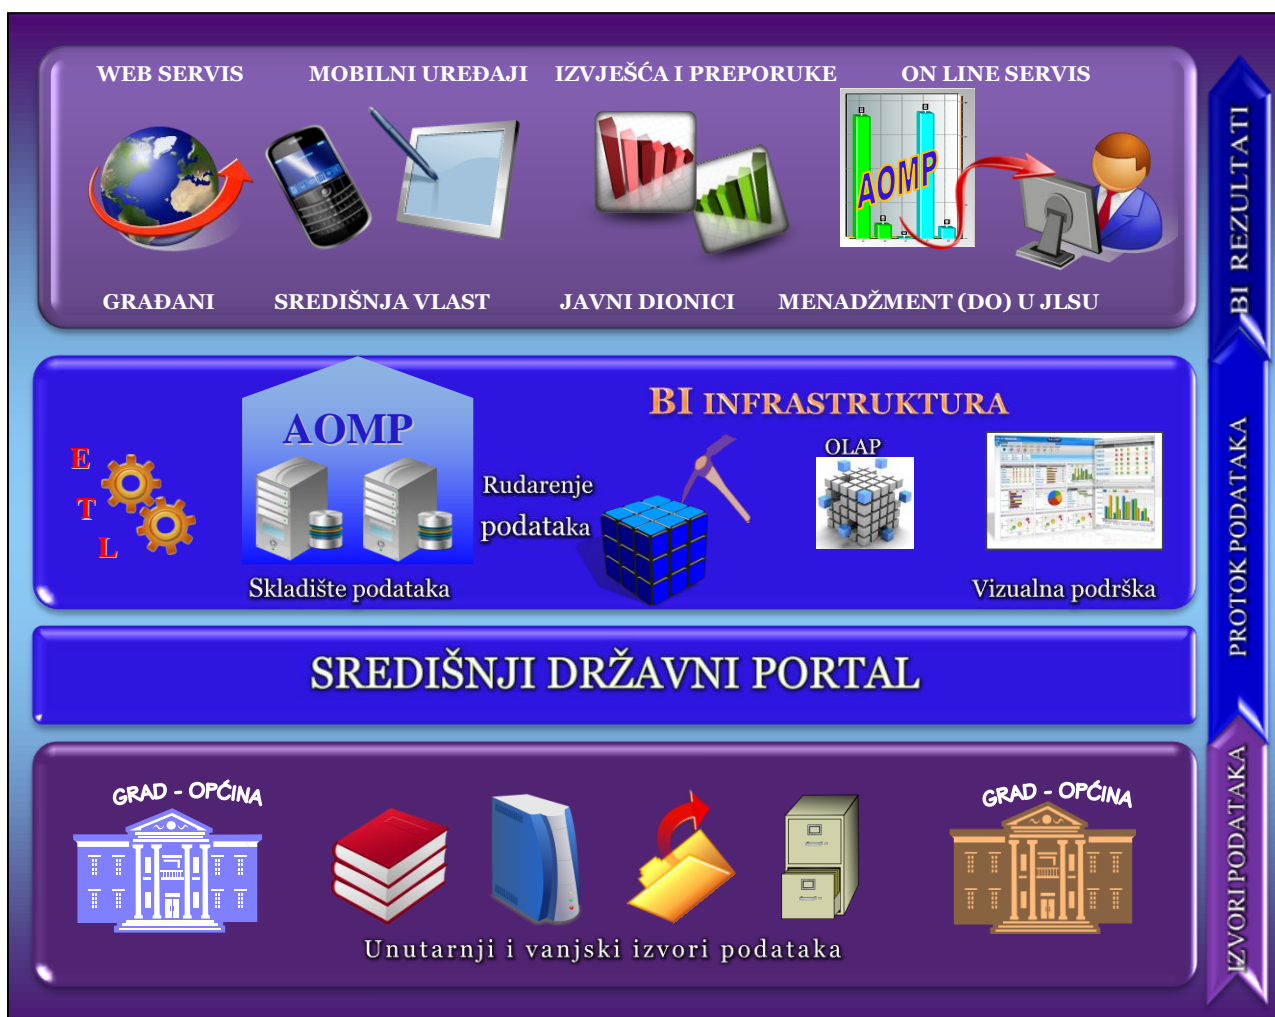 WEB SERVIS
MOBILNI UREĐAJI
IZVJEŠĆA I PREPORUKE
ON LINE SERVIS
AOMP
GRAĐANI
SREDIŠNJA VLAST
JAVNI DIONICI
MENADŽMENT (DO) U JLSU
BI REZULTATI
BI INFRASTRUKTURA
AOMP
E
T
L
OLAP
Rudarenje
podataka
Skladište podataka
Vizualna podrška
PROTOK PODATAKA
SREDIŠNJI DRŽAVNI PORTAL
GRAD - OPĆINA
GRAD - OPĆINA
Unutarnji i vanjski izvori podataka
IZVORI PODATAKA